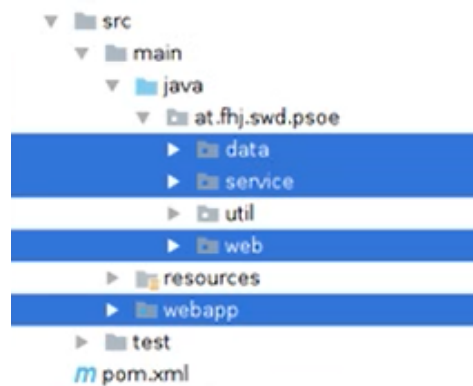 src
main
java
at.fhj.swd.psoe
data
service
util
web
resources
webapp
test
pom.xml